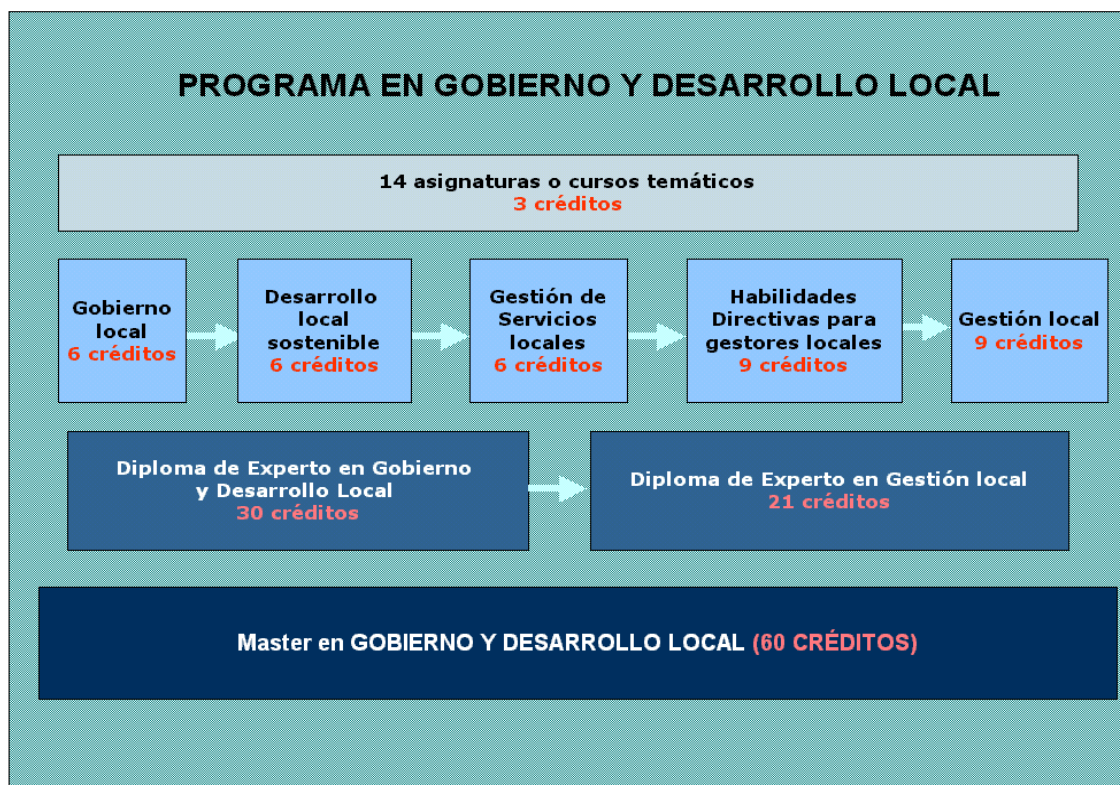 PROGRAMA EN GOBIERNO Y DESARROLLO LOCAL
14 asignaturas o cursos temáticos
3 créditos
Gobierno
local
6 créditos
Desarrollo
local
sostenible
6 créditos
Gestión de
Servicios
locales
6 créditos
Habilidades
Directivas para
gestores locales
9 créditos
Gestión local
9 créditos
Diploma de Experto en Gobierno
y Desarrollo Local
30 créditos
Diploma de Experto en Gestión local
21 créditos
Master en GOBIERNO Y DESARROLLO LOCAL (60 CRÉDITOS)